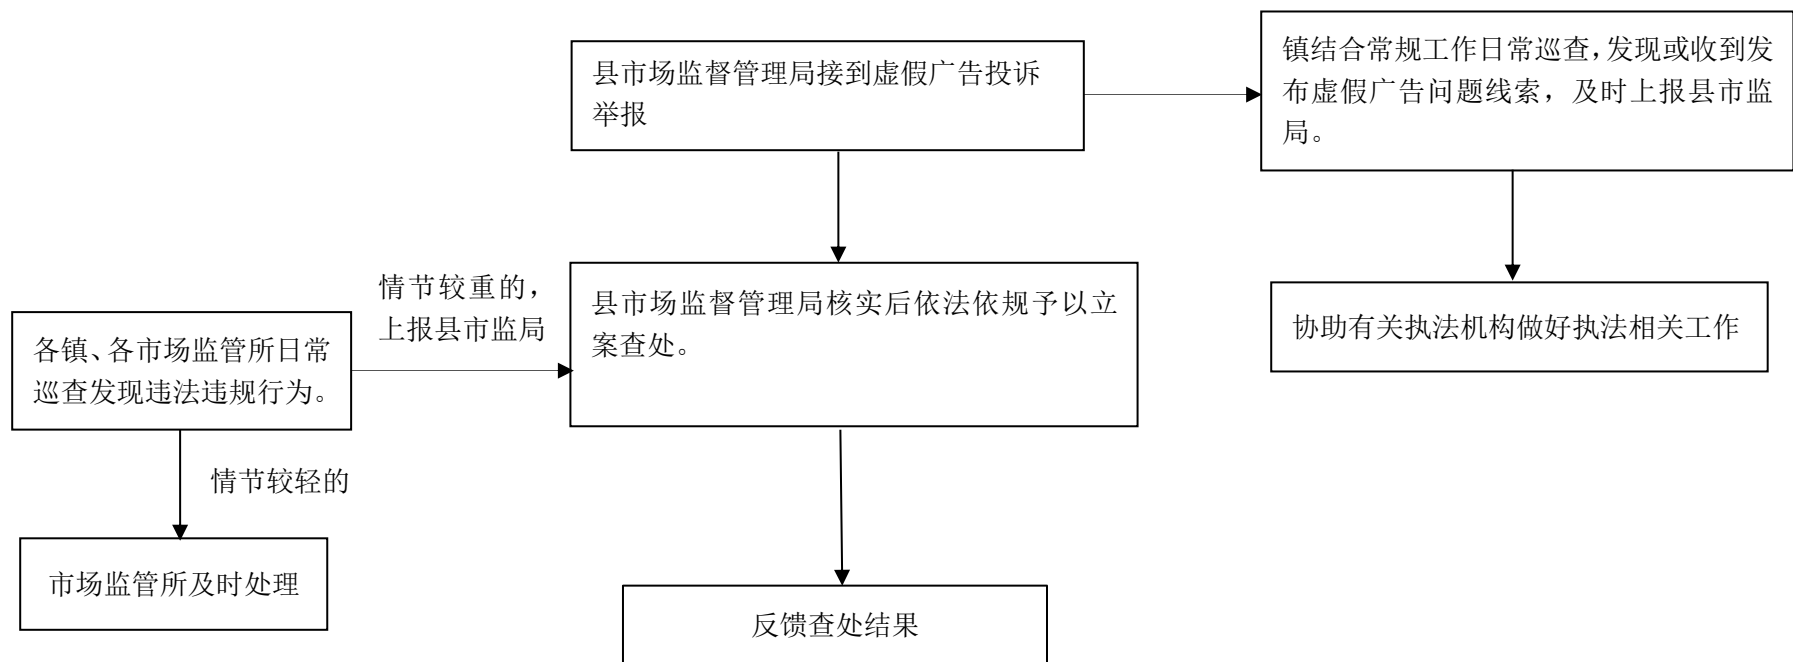 县市场监督管理局接到虚假广告投诉
举报
镇结合常规工作日常巡查，发现或收到发
布虚假广告问题线索，及时上报县市监
局。
情节较重的，
上报县市监局
县市场监督管理局核实后依法依规予以立
案查处。
各镇、各市场监管所日常
巡查发现违法违规行为。
协助有关执法机构做好执法相关工作
情节较轻的
市场监管所及时处理
反馈查处结果